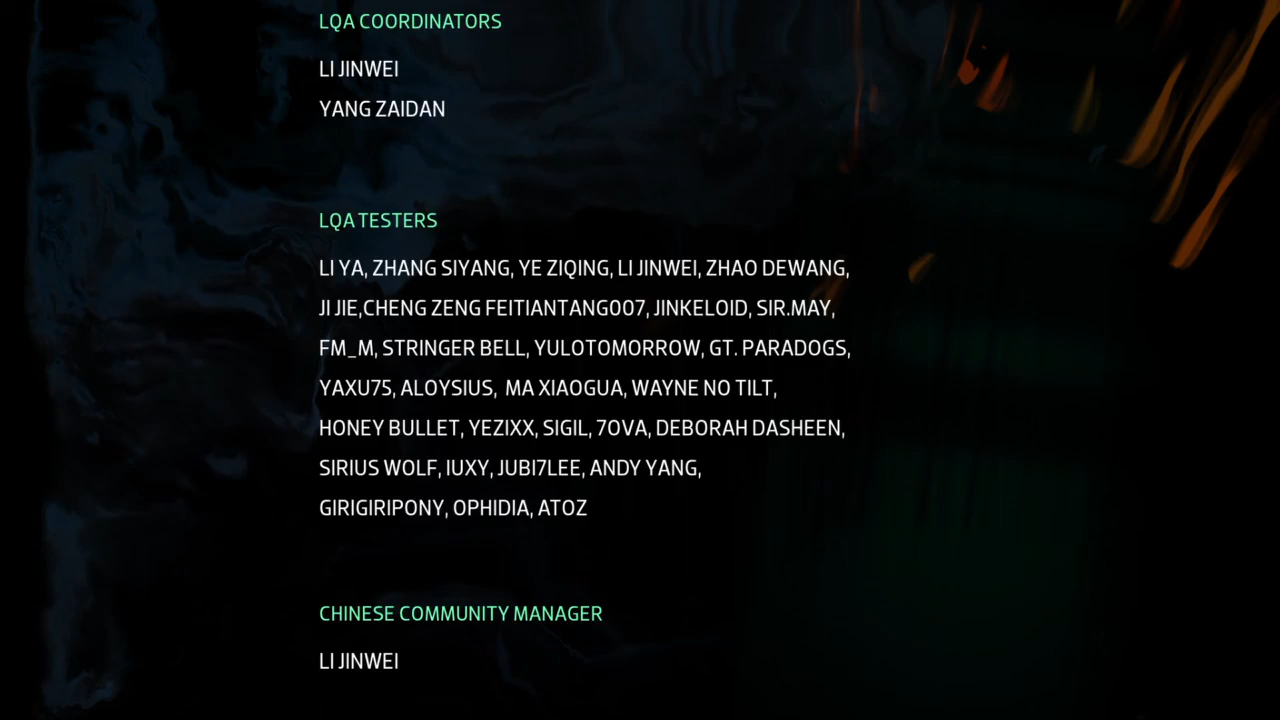 LQA COORDINATORS
LI JINWEI
YANG ZAIDAN
LQA TESTERS
LI YA, ZHANG SIYANG, YE ZIQING, LI JINWEI, ZHAO DEWANG,
JI JIE,CHENG ZENG FEITIANTANG007, JINKELOID, SIR.MAY,
FM_M, STRINGER BELL, YULOTOMORROW, GT. PARADOGS,
YAXU75, ALOYSIUS,  MA XIAOGUA, WAYNE NO TILT,
HONEY BULLET, YEZIXX, SIGIL, 7OVA, DEBORAH DASHEEN,
SIRIUS WOLF, IUXY, JUBI7LEE, ANDY YANG,
GIRIGIRIPONY, OPHIDIA, ATOZ
CHINESE COMMUNITY MANAGER
LI JINWEI